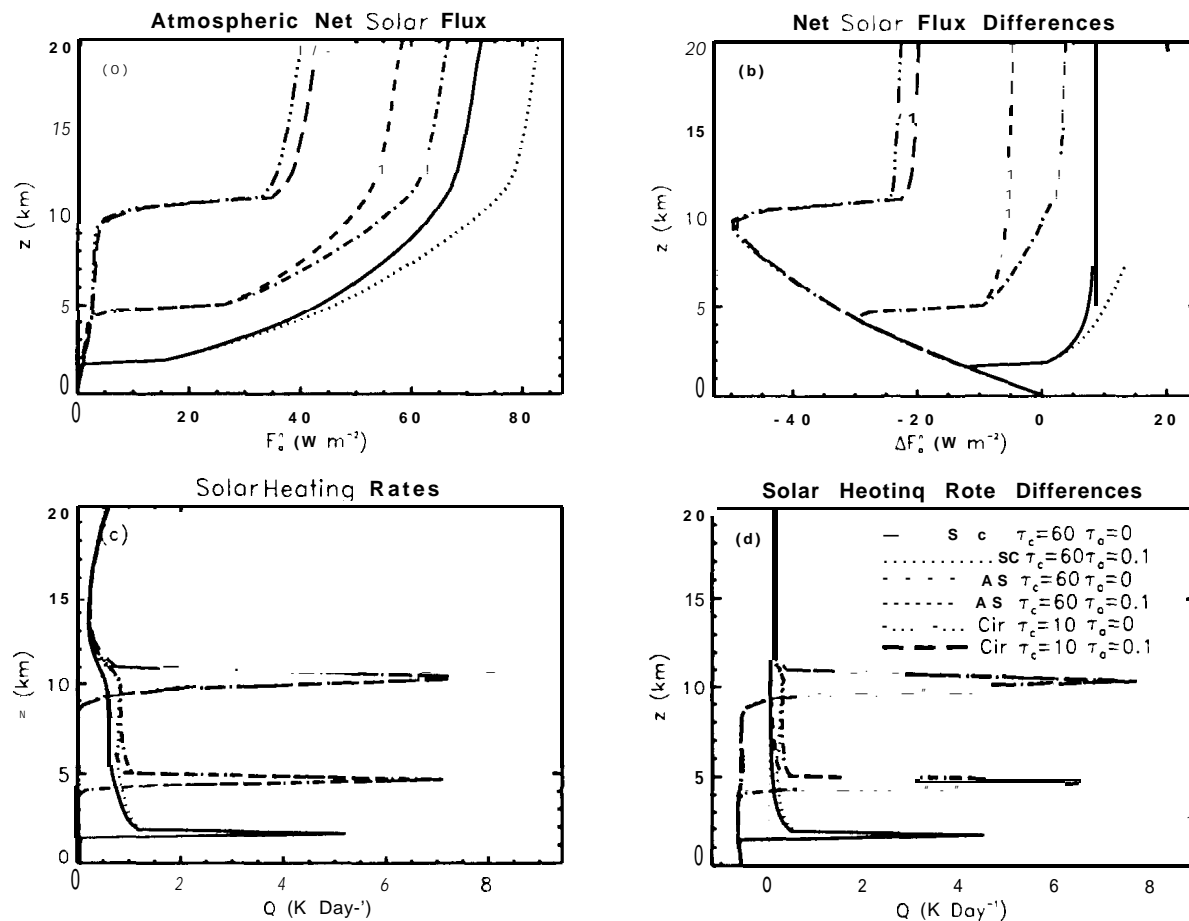 Atmospheric Net Solar Flux
(a)
20
15
10
5
0
z (km)
0 20 40 60 80
F (W m⁻²)
Net Solar Flux Differences
(b)
20
15
10
5
0
z (km)
-40 -20 0 20
ΔF (W m⁻²)
Solar Heating Rates
(c)
20
15
10
5
0
z (km)
0 2 4 6 8
Q (K Day-')
Solar Heotinq Rote Differences
(d)
S c τc=60 τa=0
SC τc=60 τa=0.1
AS τc=60 τa=0
AS τc=60 τa=0.1
Cir τc=10 τa=0
Cir τc=10 τa=0.1
20
15
10
5
0
z (km)
0 2 4 6 8
Q (K Day⁻¹)